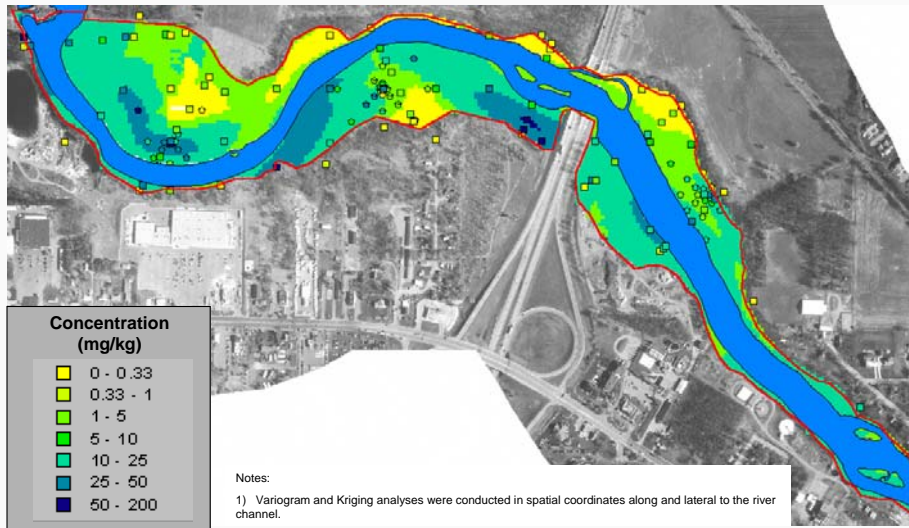 Concentration
(mg/kg)
0 - 0.33
0.33 - 1
1 - 5
5 - 10
10 - 25
25 - 50
50 - 200
Notes:
1) Variogram and Kriging analyses were conducted in spatial coordinates along and lateral to the river
channel.